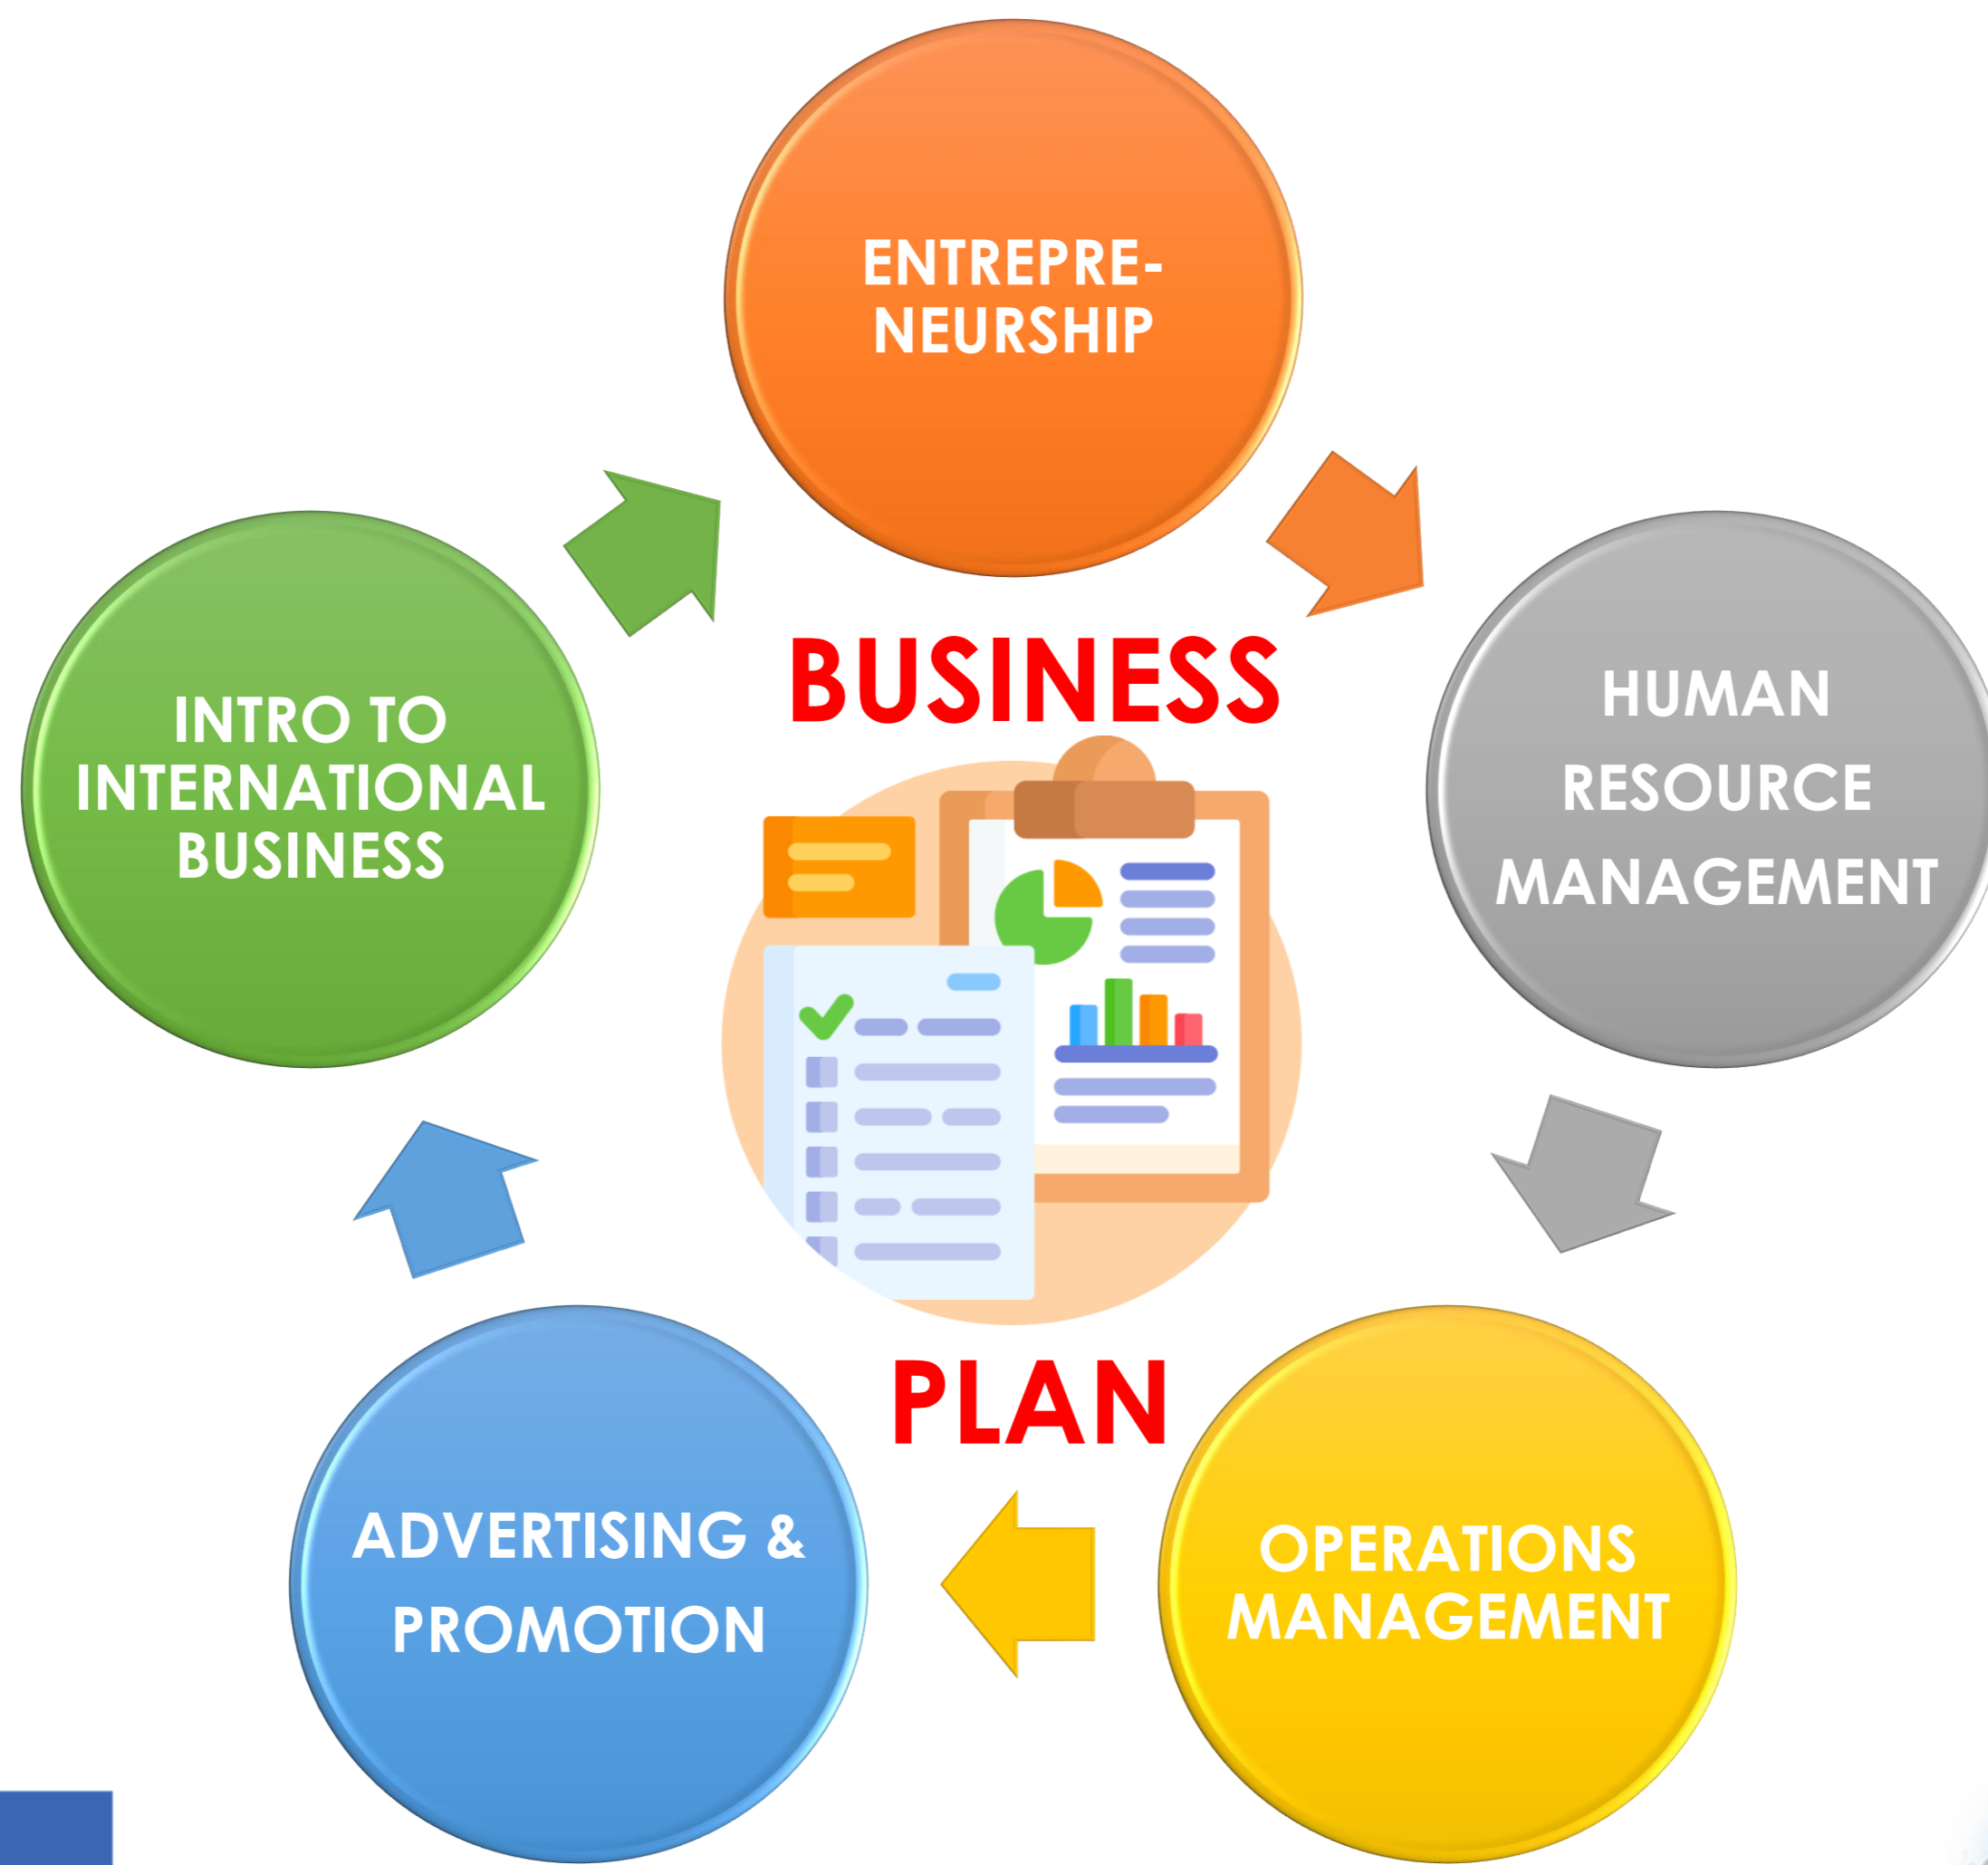 ENTREPRE-
NEURSHIP
BUSINESS
HUMAN
RESOURCE
MANAGEMENT
INTRO TO
INTERNATIONAL
BUSINESS
PLAN
OPERATIONS
MANAGEMENT
ADVERTISING &
PROMOTION